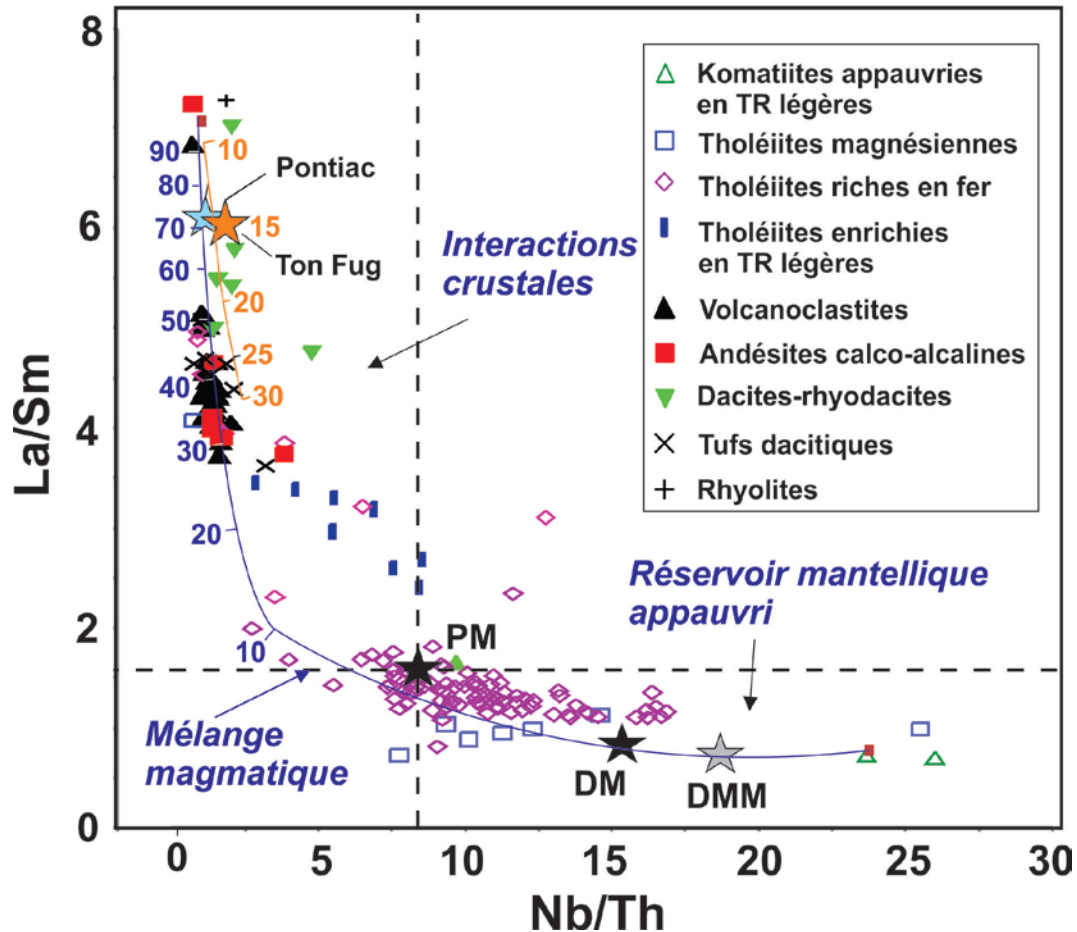 8
6
4
2
0
La/Sm
0
5
10
15
20
25
30
Nb/Th
Komatiites appauvries
en TR légères
Tholéiites magnésiennes
Tholéiites riches en fer
Tholéiites enrichies
en TR légères
Volcanoclastites
Andésites calco-alcalines
Dacites-rhyodacites
Tufs dacitiques
Rhyolites
90
80
70
60
50
40
30
20
10
10
15
20
25
30
Pontiac
Ton Fug
Interactions
crustales
Réservoir mantellique
appauvri
PM
Mélange
magmatique
DM
DMM